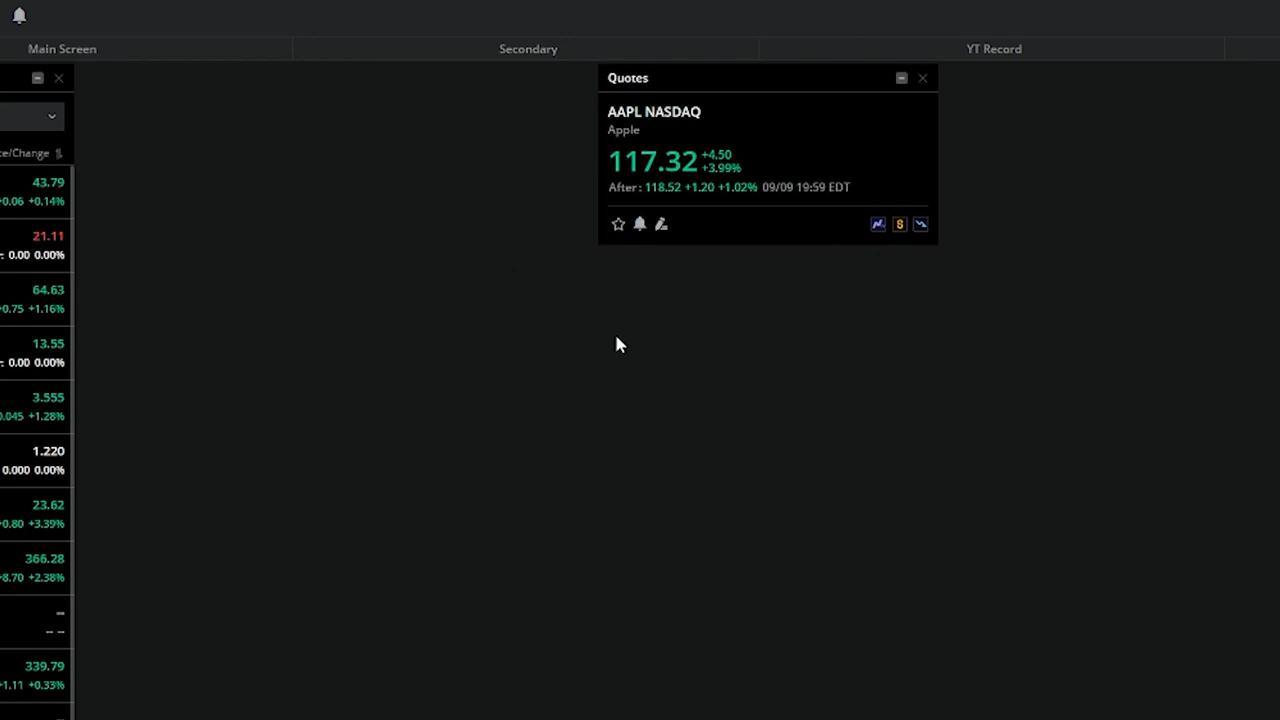 Main Screen
Secondary
YT Record
ce/Change
43.79
+0.06 +0.14%
21.11
: 0.00 0.00%
64.63
+0.75 +1.16%
13.55
: 0.00 0.00%
3.555
0.045 +1.28%
1.220
0.000 0.00%
23.62
+0.80 +3.39%
366.28
+8.70 +2.38%
--
-- --
339.79
+1.11 +0.33%
--
Quotes
AAPL NASDAQ
Apple
117.32 +4.50
+3.99%
After: 118.52 +1.20 +1.02% 09/09 19:59 EDT
$